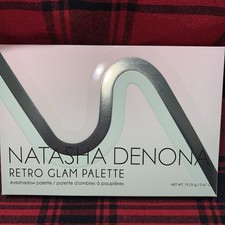 NATASHA DENONA
RETRO GLAM PALETTE
eyeshadow palette / palette d'ombres à paupières